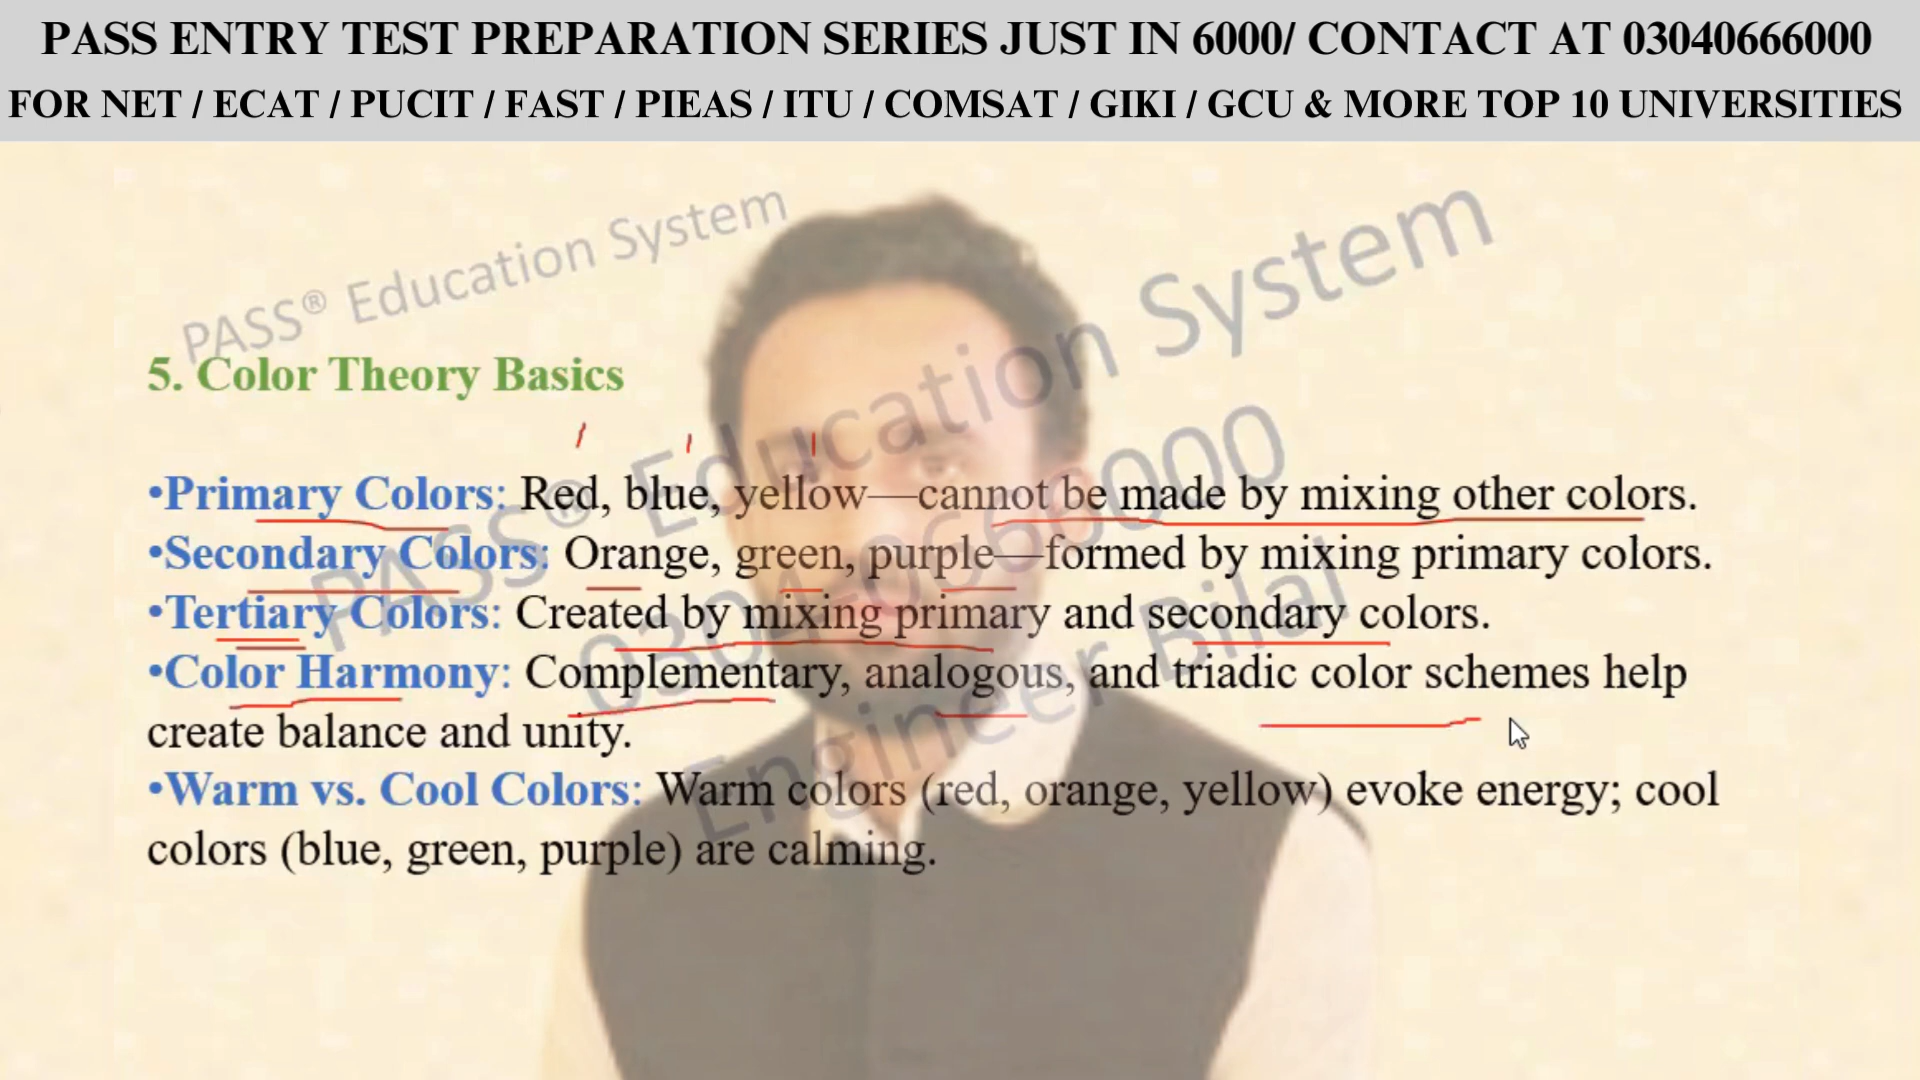 PASS ENTRY TEST PREPARATION SERIES JUST IN 6000/ CONTACT AT 03040666000
FOR NET / ECAT / PUCIT / FAST / PIEAS / ITU / COMSAT / GIKI / GCU & MORE TOP 10 UNIVERSITIES
PASS® Education System
PASS® Education System
0304-0666000
Engineer Bilal
5. Color Theory Basics
•Primary Colors: Red, blue, yellow—cannot be made by mixing other colors.
•Secondary Colors: Orange, green, purple—formed by mixing primary colors.
•Tertiary Colors: Created by mixing primary and secondary colors.
•Color Harmony: Complementary, analogous, and triadic color schemes help
create balance and unity.
•Warm vs. Cool Colors: Warm colors (red, orange, yellow) evoke energy; cool
colors (blue, green, purple) are calming.